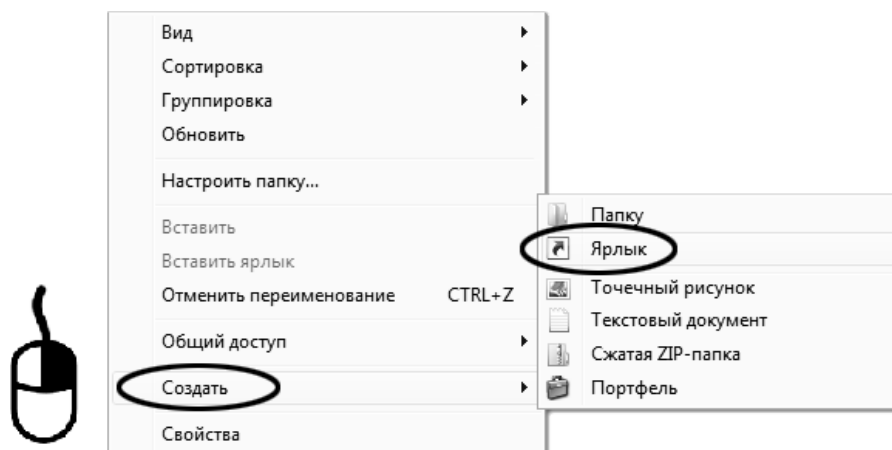 Вид
Сортировка
Группировка
Обновить
Настроить папку...
Вставить
Вставить ярлык
Отменить переименование CTRL+Z
Общий доступ
Создать
Свойства
Папку
Ярлык
Точечный рисунок
Текстовый документ
Сжатая ZIP-папка
Портфель